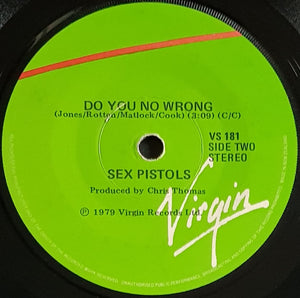 DO YOU NO WRONG
(Jones/Rotten/Matlock/Cook) (3:09) (C/C)
VS 181
SIDE TWO
STEREO
SEX PISTOLS
Produced by Chris Thomas
℗ 1979 Virgin Records Ltd.
Virgin